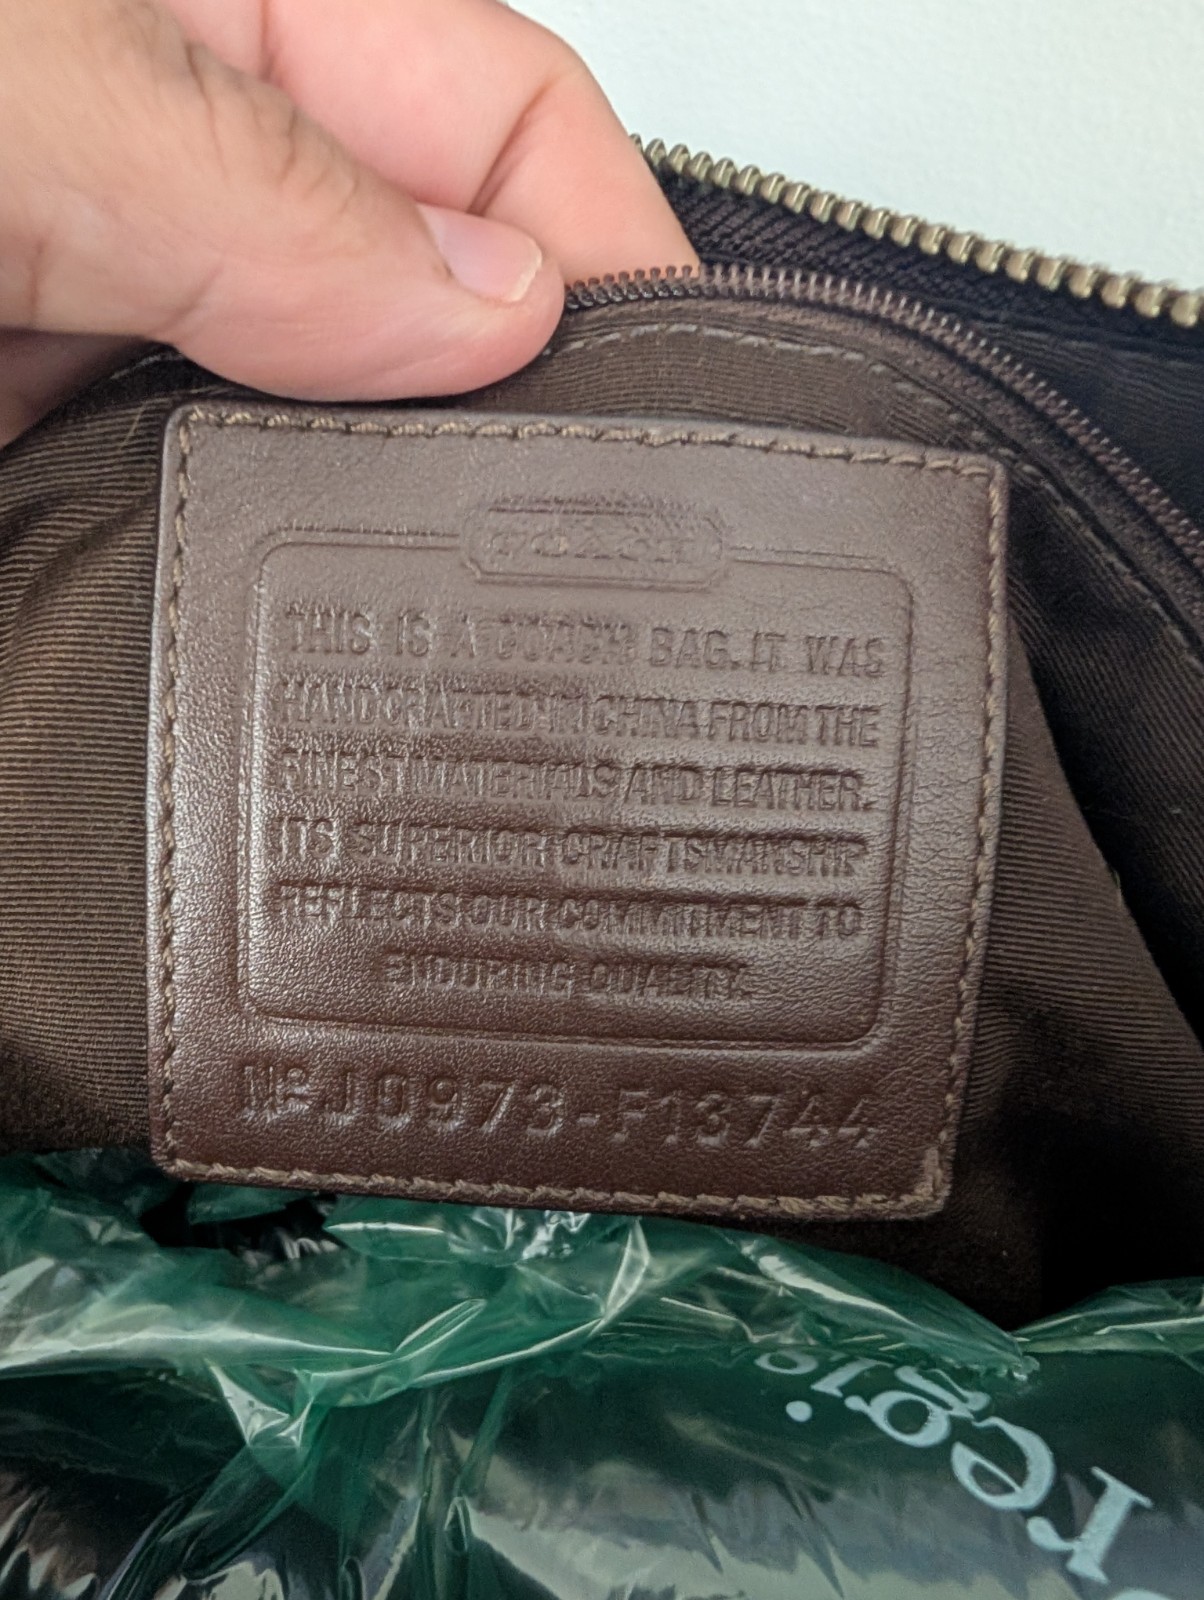 COACH
THIS IS A COACH BAG. IT WAS
HANDCRAFTED IN CHINA FROM THE
FINEST MATERIALS AND LEATHER.
ITS SUPERIOR CRAFTSMANSHIP
REFLECTS OUR COMMITMENT TO
ENDURING QUALITY.
Nº J0973-F13744
regis.